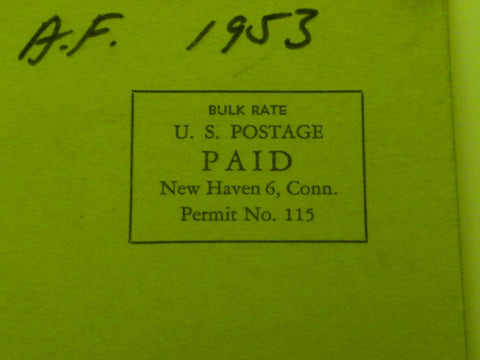 A.F. 1953
BULK RATE
U. S. POSTAGE
PAID
New Haven 6, Conn.
Permit No. 115